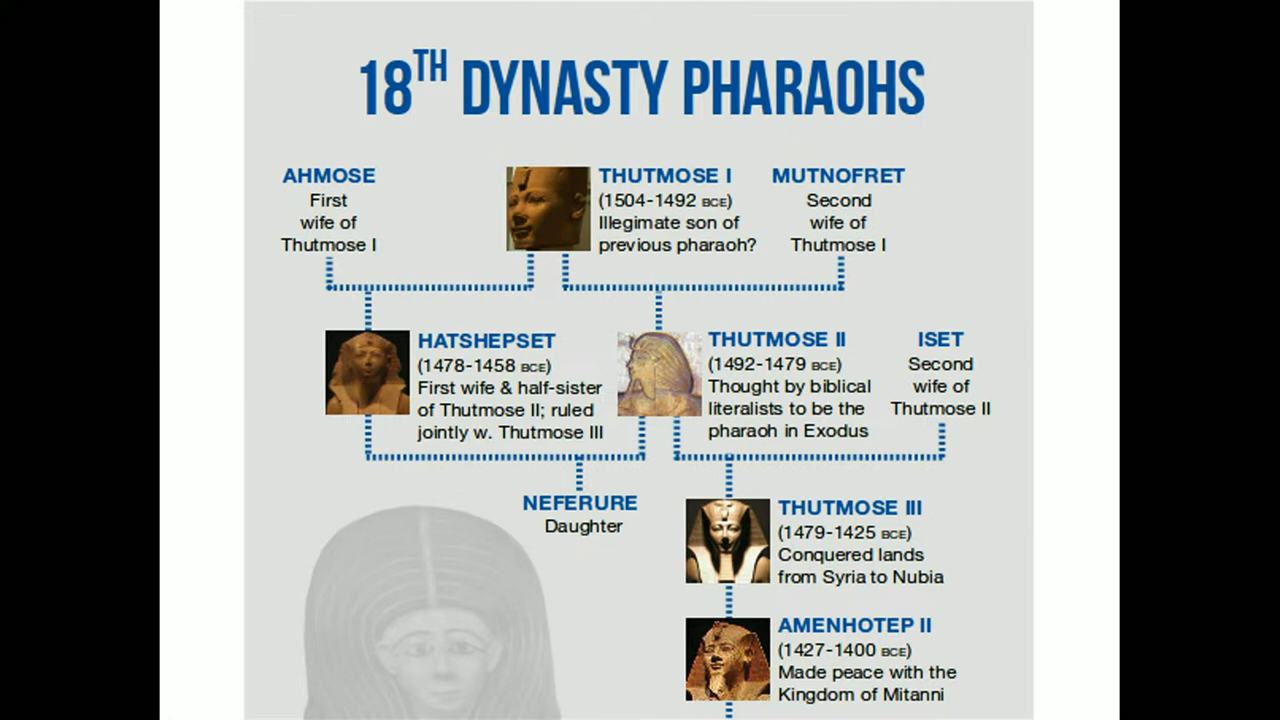 18TH DYNASTY PHARAOHS
AHMOSE
First
wife of
Thutmose I
THUTMOSE I
(1504-1492 BCE)
Illegimate son of
previous pharaoh?
MUTNOFRET
Second
wife of
Thutmose I
HATSHEPSET
(1478-1458 BCE)
First wife & half-sister
of Thutmose II; ruled
jointly w. Thutmose III
THUTMOSE II
(1492-1479 BCE)
Thought by biblical
literalists to be the
pharaoh in Exodus
ISET
Second
wife of
Thutmose II
NEFERURE
Daughter
THUTMOSE III
(1479-1425 BCE)
Conquered lands
from Syria to Nubia
AMENHOTEP II
(1427-1400 BCE)
Made peace with the
Kingdom of Mitanni